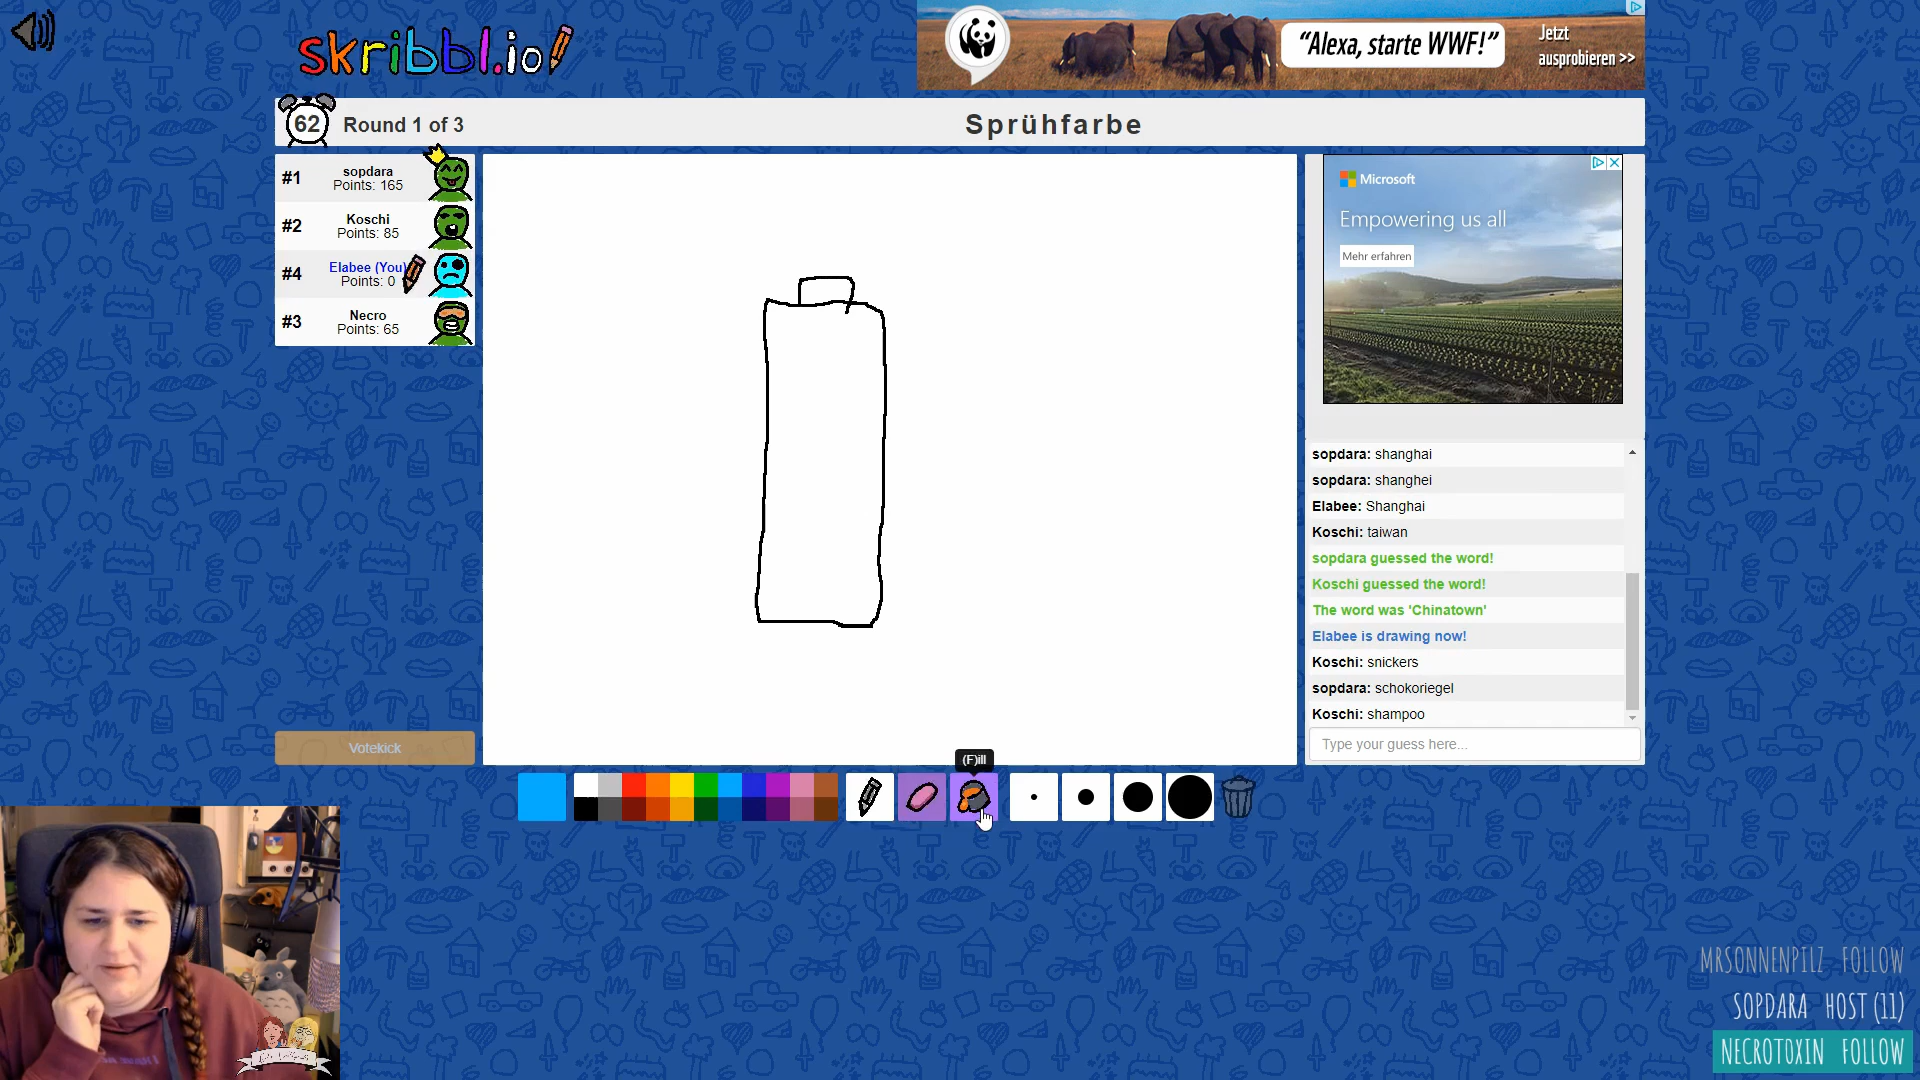 skribbl.io
"Alexa, starte WWF!"
Jetzt
ausprobieren >>
62
Round 1 of 3
Sprühfarbe
#1
sopdara
Points: 165
#2
Koschi
Points: 85
#4
Elabee (You)
Points: 0
#3
Necro
Points: 65
Votekick
Microsoft
Empowering us all
Mehr erfahren
sopdara: shanghai
sopdara: shanghei
Elabee: Shanghai
Koschi: taiwan
sopdara guessed the word!
Koschi guessed the word!
The word was 'Chinatown'
Elabee is drawing now!
Koschi: snickers
sopdara: schokoriegel
Koschi: shampoo
Type your guess here...
(F)ill
MRSONNENPILZ FOLLOW
SOPDARA HOST (11)
NECROTOXIN FOLLOW